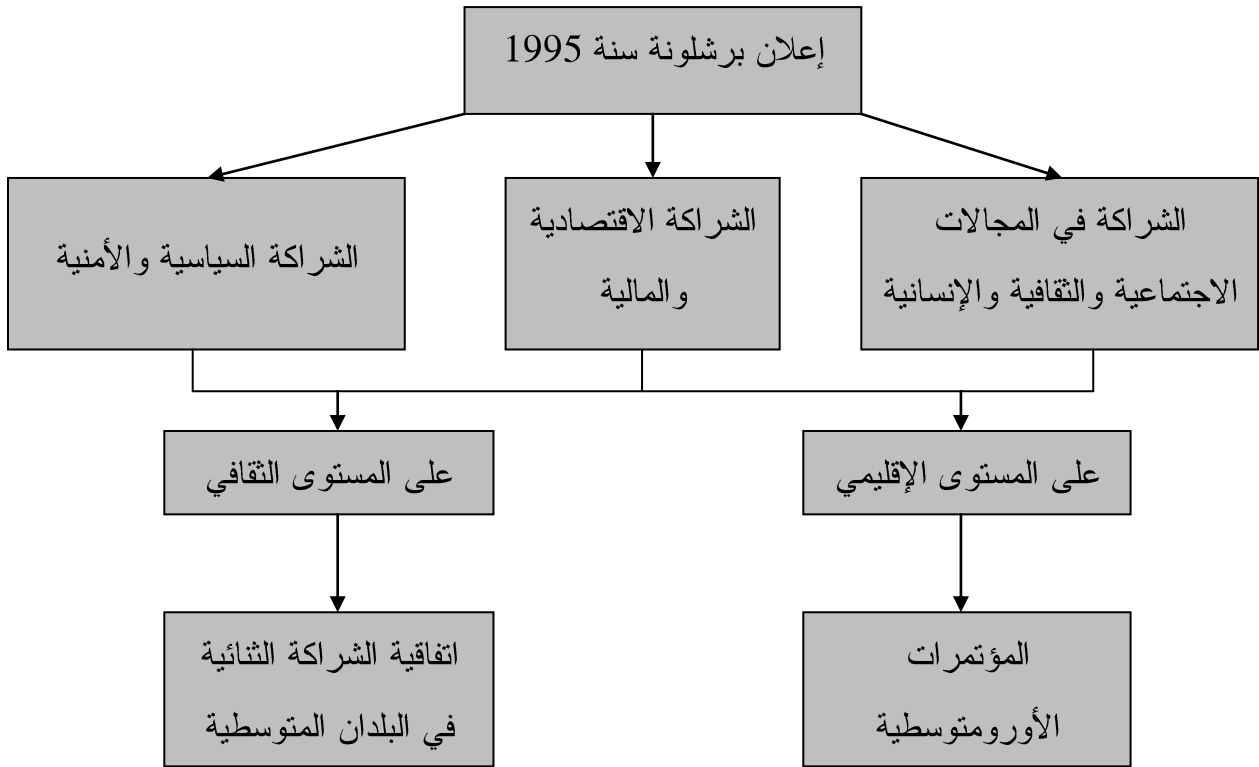 إعلان برشلونة سنة 1995
الشراكة في المجالات
الاجتماعية والثقافية والإنسانية
الشراكة الاقتصادية
والمالية
الشراكة السياسية والأمنية
على المستوى الإقليمي
على المستوى الثقافي
المؤتمرات
الأورومتوسطية
اتفاقية الشراكة الثنائية
في البلدان المتوسطية